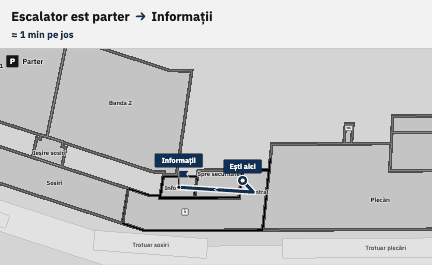 Escalator est parter → Informații
≈ 1 min pe jos
P Parter
Banda 2
Ieșire sosiri
Informații
Ești aici
Spre securitate
Info
Sosiri
Plecări
Trotuar sosiri
Trotuar plecări